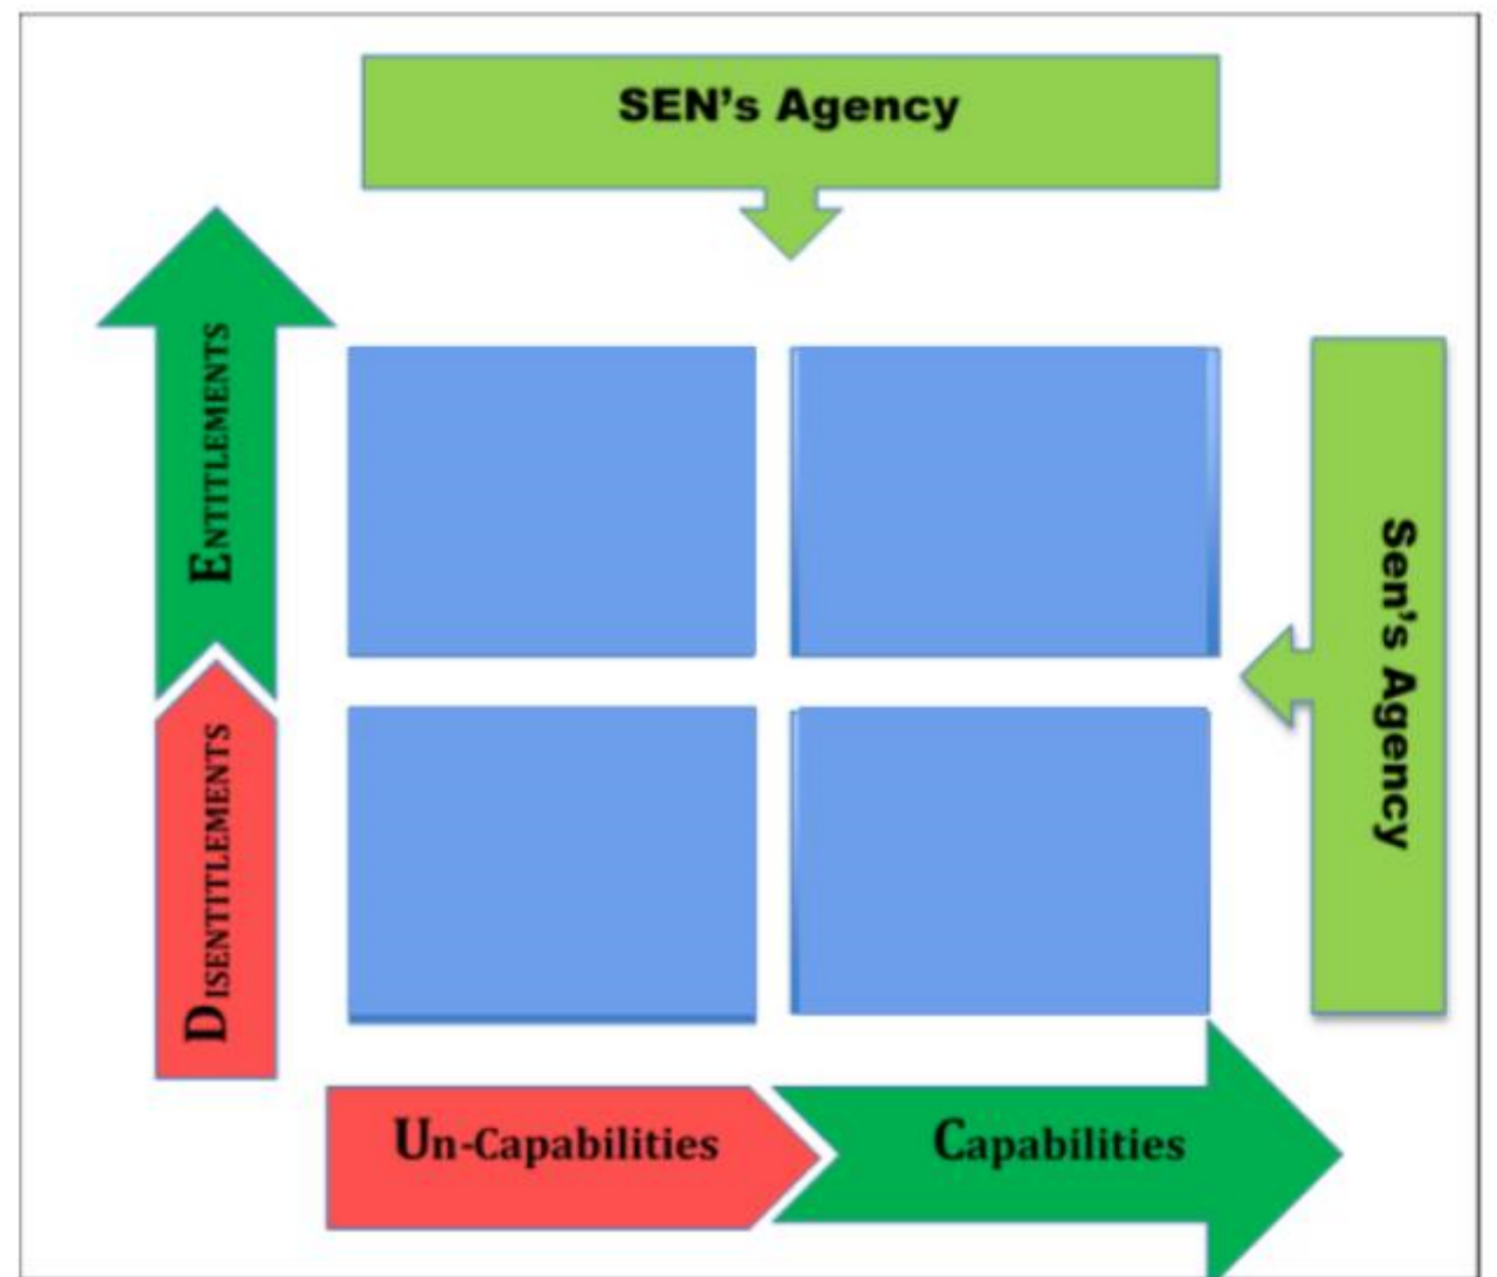 SEN's Agency
ENTITLEMENTS
Sen's Agency
DISENTITLEMENTS
Un-Capabilities
Capabilities